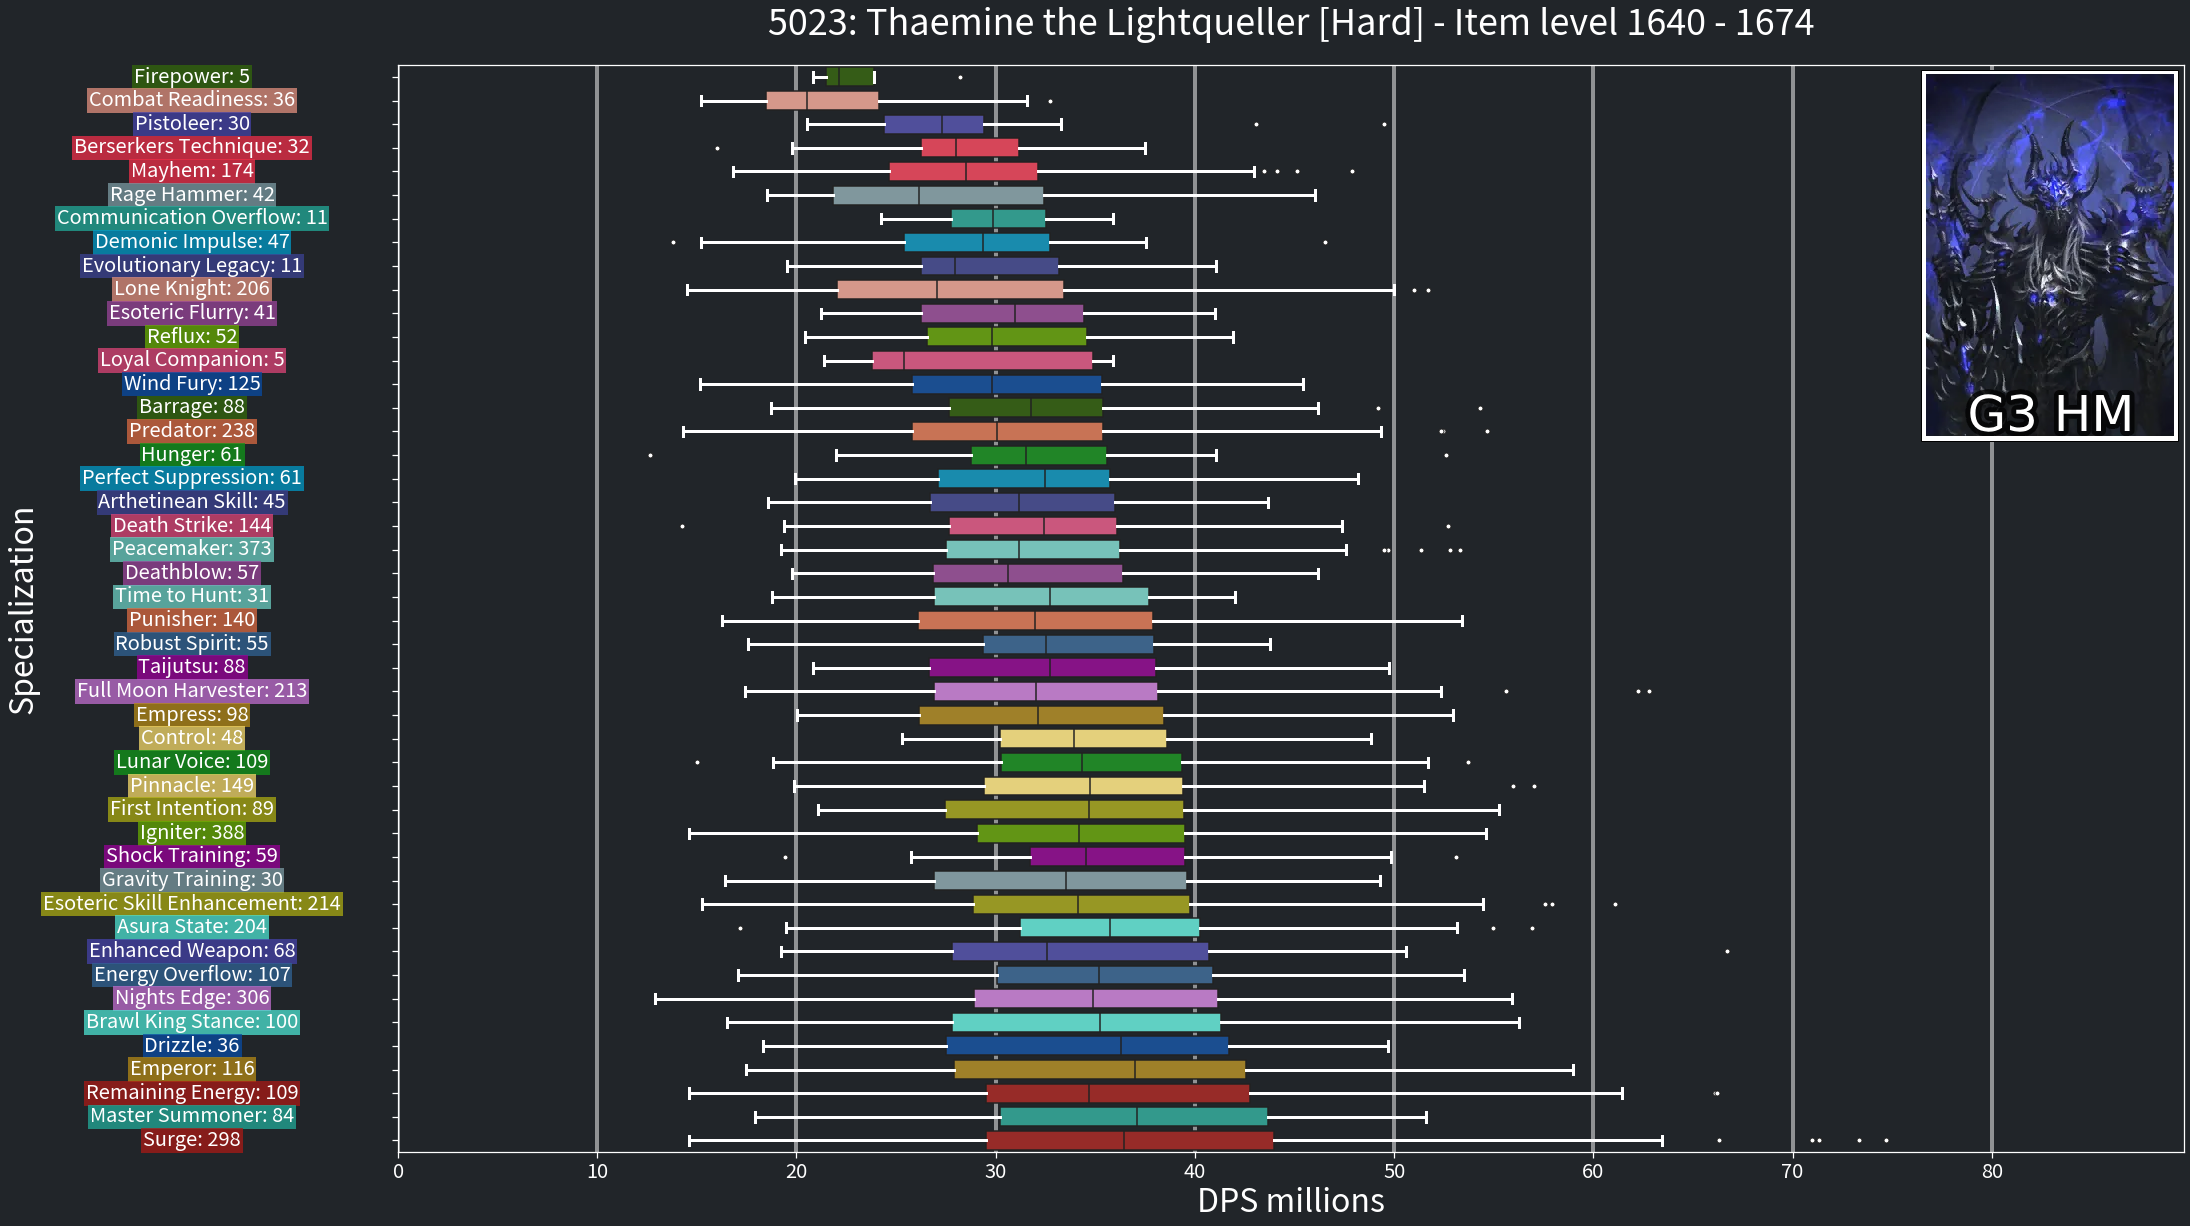 5023: Thaemine the Lightqueller [Hard] - Item level 1640 - 1674
Firepower: 5
Combat Readiness: 36
Pistoleer: 30
Berserkers Technique: 32
Mayhem: 174
Rage Hammer: 42
Communication Overflow: 11
Demonic Impulse: 47
Evolutionary Legacy: 11
Lone Knight: 206
Esoteric Flurry: 41
Reflux: 52
Loyal Companion: 5
Wind Fury: 125
Barrage: 88
Predator: 238
Hunger: 61
Perfect Suppression: 61
Arthetinean Skill: 45
Death Strike: 144
Peacemaker: 373
Deathblow: 57
Time to Hunt: 31
Punisher: 140
Robust Spirit: 55
Taijutsu: 88
Full Moon Harvester: 213
Empress: 98
Control: 48
Lunar Voice: 109
Pinnacle: 149
First Intention: 89
Igniter: 388
Shock Training: 59
Gravity Training: 30
Esoteric Skill Enhancement: 214
Asura State: 204
Enhanced Weapon: 68
Energy Overflow: 107
Nights Edge: 306
Brawl King Stance: 100
Drizzle: 36
Emperor: 116
Remaining Energy: 109
Master Summoner: 84
Surge: 298
Specialization
G3 HM
0 10 20 30 40 50 60 70 80
DPS millions